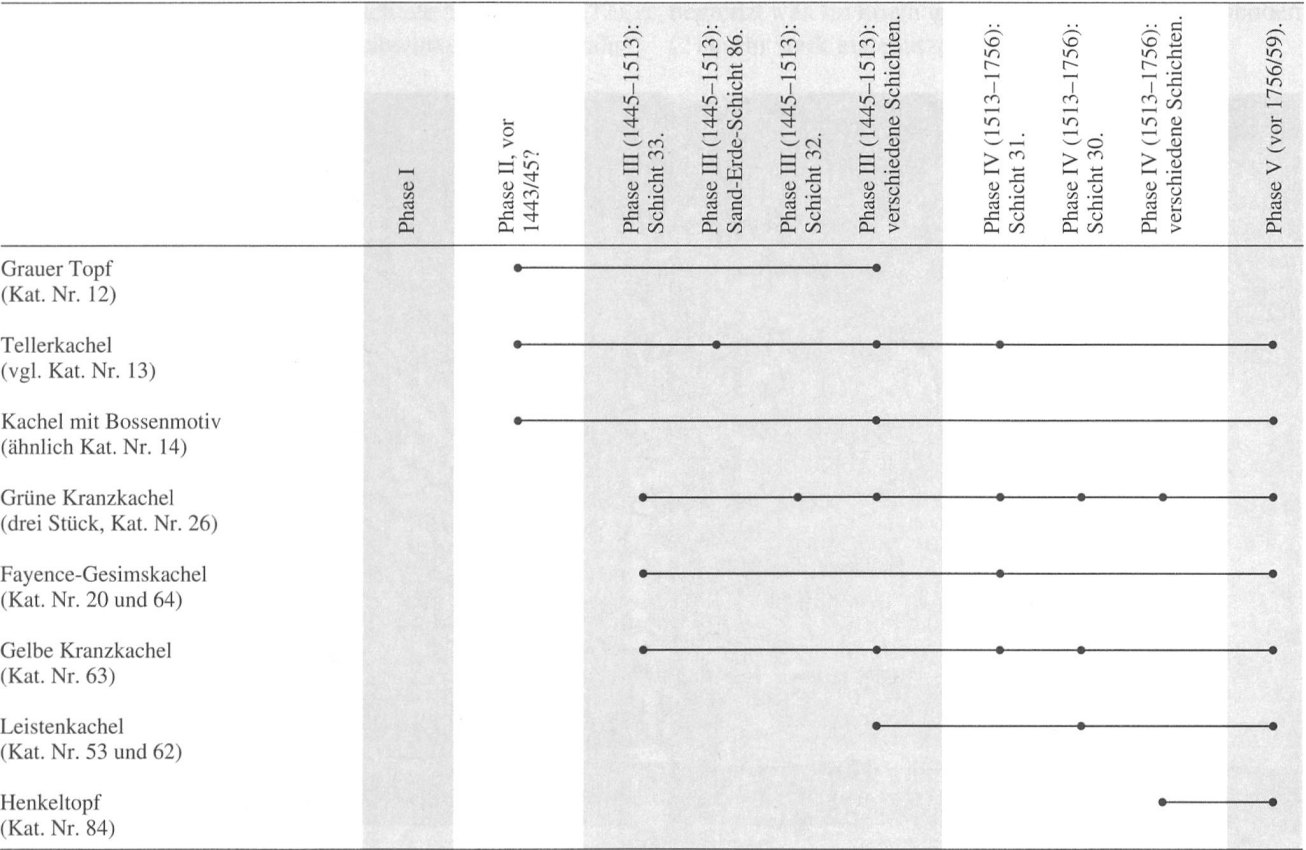 Phase I
Phase II, vor
1443/45?
Phase III (1445–1513):
Schicht 33.
Phase III (1445–1513):
Sand-Erde-Schicht 86.
Phase III (1445–1513):
Schicht 32.
Phase III (1445–1513):
verschiedene Schichten.
Phase IV (1513–1756):
Schicht 31.
Phase IV (1513–1756):
Schicht 30.
Phase IV (1513–1756):
verschiedene Schichten.
Phase V (vor 1756/59).
Grauer Topf
(Kat. Nr. 12)
Tellerkachel
(vgl. Kat. Nr. 13)
Kachel mit Bossenmotiv
(ähnlich Kat. Nr. 14)
Grüne Kranzkachel
(drei Stück, Kat. Nr. 26)
Fayence-Gesimskachel
(Kat. Nr. 20 und 64)
Gelbe Kranzkachel
(Kat. Nr. 63)
Leistenkachel
(Kat. Nr. 53 und 62)
Henkeltopf
(Kat. Nr. 84)